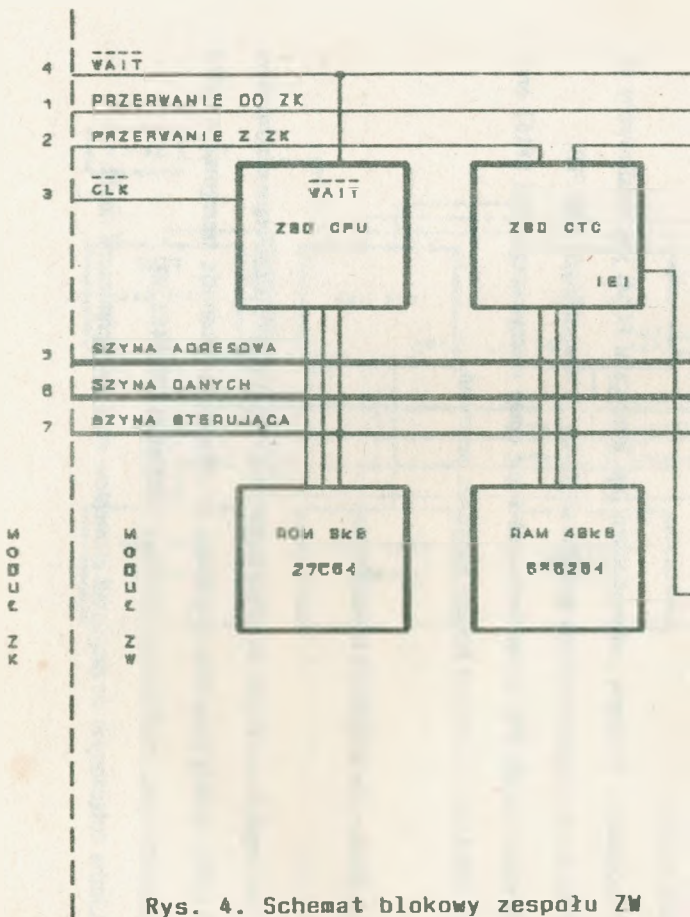 4 WAIT
1 PRZERWANIE DO ZK
2 PRZERWANIE Z ZK
3 CLK
WAIT
Z80 CPU
Z80 CTC
IEI
5 SZYNA ADRESOWA
6 SZYNA DANYCH
7 SZYNA STERUJĄCA
ROM 8kB
27C64
RAM 48kB
6*6264
MODUŁ ZK
MODUŁ ZW
Rys. 4. Schemat blokowy zespołu ZW